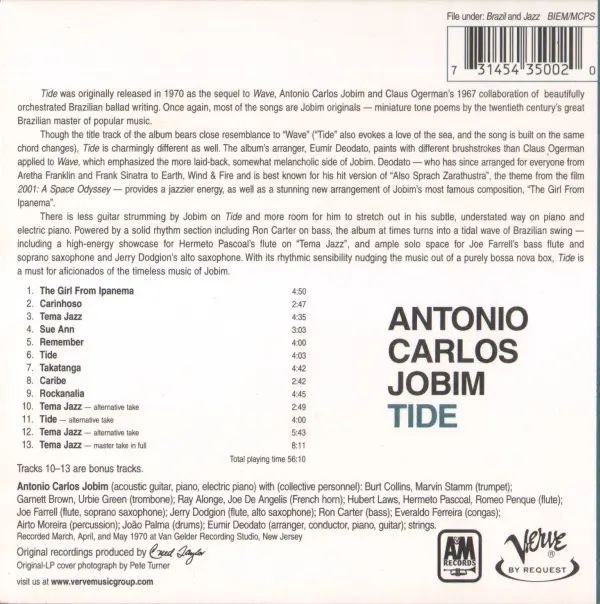 File under: Brazil and Jazz BIEM/MCPS
7 31454 35002 0
Tide was originally released in 1970 as the sequel to Wave, Antonio Carlos Jobim and Claus Ogerman's 1967 collaboration of beautifully
orchestrated Brazilian ballad writing. Once again, most of the songs are Jobim originals — miniature tone poems by the twentieth century's great
Brazilian master of popular music.
Though the title track of the album bears close resemblance to "Wave" ("Tide" also evokes a love of the sea, and the song is built on the same
chord changes), Tide is charmingly different as well. The album's arranger, Eumir Deodato, paints with different brushstrokes than Claus Ogerman
applied to Wave, which emphasized the more laid-back, somewhat melancholic side of Jobim. Deodato — who has since arranged for everyone from
Aretha Franklin and Frank Sinatra to Earth, Wind & Fire and is best known for his hit version of "Also Sprach Zarathustra", the theme from the film
2001: A Space Odyssey — provides a jazzier energy, as well as a stunning new arrangement of Jobim's most famous composition, "The Girl From
Ipanema".
There is less guitar strumming by Jobim on Tide and more room for him to stretch out in his subtle, understated way on piano and
electric piano. Powered by a solid rhythm section including Ron Carter on bass, the album at times turns into a tidal wave of Brazilian swing —
including a high-energy showcase for Hermeto Pascoal's flute on "Tema Jazz", and ample solo space for Joe Farrell's bass flute and
soprano saxophone and Jerry Dodgion's alto saxophone. With its rhythmic sensibility nudging the music out of a purely bossa nova box, Tide is
a must for aficionados of the timeless music of Jobim.
1. The Girl From Ipanema 4:50
2. Carinhoso 2:47
3. Tema Jazz 4:35
4. Sue Ann 3:03
5. Remember 4:00
6. Tide 4:03
7. Takatanga 4:42
8. Caribe 2:42
9. Rockanalia 4:45
10. Tema Jazz — alternative take 2:49
11. Tide – alternative take 4:00
12. Tema Jazz — alternative take 5:43
13. Tema Jazz — master take in full 8:11
Total playing time 56:10
Tracks 10–13 are bonus tracks.
ANTONIO
CARLOS
JOBIM
TIDE
Antonio Carlos Jobim (acoustic guitar, piano, electric piano) with (collective personnel): Burt Collins, Marvin Stamm (trumpet);
Garnett Brown, Urbie Green (trombone); Ray Alonge, Joe De Angelis (French horn); Hubert Laws, Hermeto Pascoal, Romeo Penque (flute);
Joe Farrell (flute, soprano saxophone); Jerry Dodgion (flute, alto saxophone); Ron Carter (bass); Everaldo Ferreira (congas);
Airto Moreira (percussion); João Palma (drums); Eumir Deodato (arranger, conductor, piano, guitar); strings.
Recorded March, April, and May 1970 at Van Gelder Recording Studio, New Jersey
Original recordings produced by Creed Taylor
Original-LP cover photograph by Pete Turner
visit us at www.vervemusicgroup.com
A&M
RECORDS
Verve
®
BY REQUEST